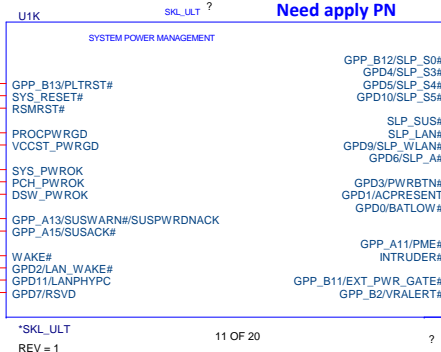 U1K
SKL_ULT ?
Need apply PN
SYSTEM POWER MANAGEMENT
GPP_B13/PLTRST#
SYS_RESET#
RSMRST#
PROCPWRGD
VCCST_PWRGD
SYS_PWROK
PCH_PWROK
DSW_PWROK
GPP_A13/SUSWARN#/SUSPWRDNACK
GPP_A15/SUSACK#
WAKE#
GPD2/LAN_WAKE#
GPD11/LANPHYPC
GPD7/RSVD
GPP_B12/SLP_S0#
GPD4/SLP_S3#
GPD5/SLP_S4#
GPD10/SLP_S5#
SLP_SUS#
SLP_LAN#
GPD9/SLP_WLAN#
GPD6/SLP_A#
GPD3/PWRBTN#
GPD1/ACPRESENT
GPD0/BATLOW#
GPP_A11/PME#
INTRUDER#
GPP_B11/EXT_PWR_GATE#
GPP_B2/VRALERT#
*SKL_ULT
REV = 1
11 OF 20
?